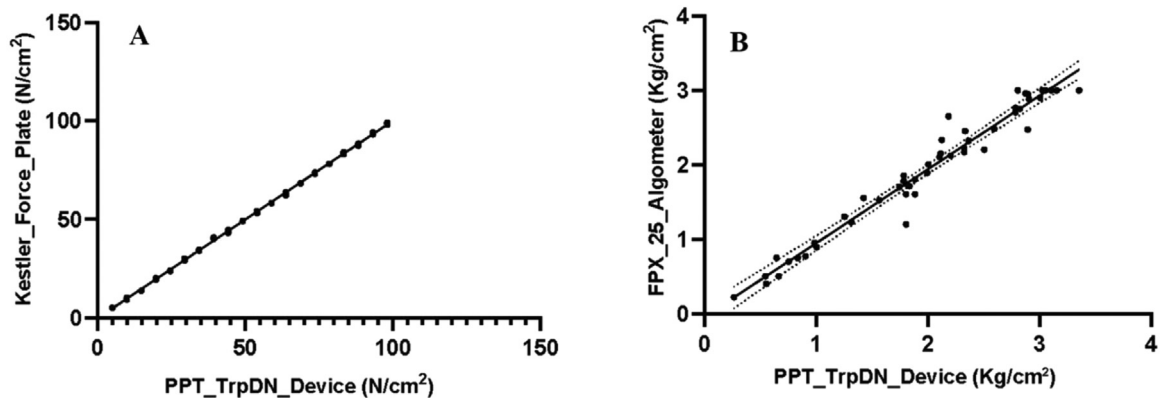 A
Kestler_Force_Plate (N/cm²)
150
100
50
0
0 50 100 150
PPT_TrpDN_Device (N/cm²)
B
FPX_25_Algometer (Kg/cm²)
4
3
2
1
0
0 1 2 3 4
PPT_TrpDN_Device (Kg/cm²)